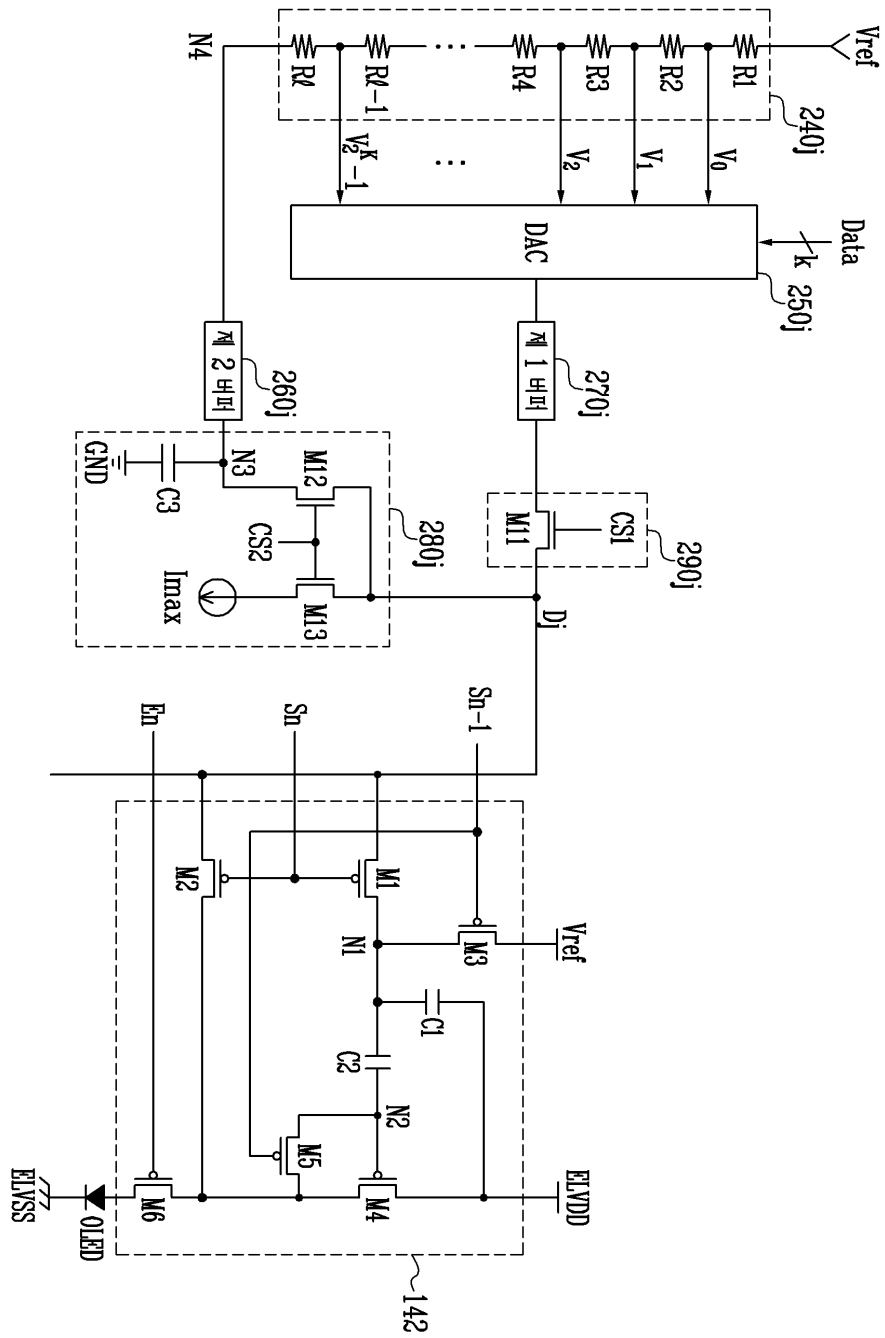 Vref
R1
R2
R3
R4
...
Rℓ-1
Rℓ
N4
240j
V0
V1
V2
...
V2^K-1
Data
k
250j
DAC
제 1 버퍼
270j
제 2 버퍼
260j
CS1
M11
290j
N3
C3
GND
M12
CS2
M13
Imax
280j
Dj
Sn-1
Sn
En
M1
M2
M3
Vref
N1
C1
C2
N2
M5
M4
M6
ELVDD
OLED
ELVSS
142